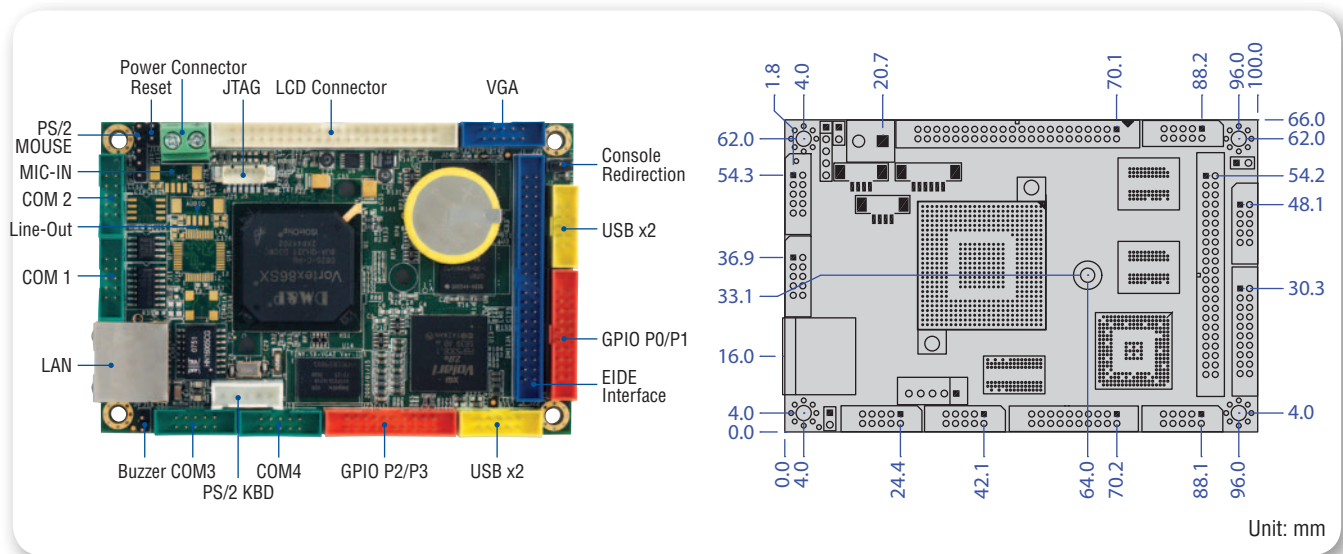 Power Connector
Reset
JTAG
LCD Connector
VGA
PS/2
MOUSE
MIC-IN
COM 2
Line-Out
COM 1
LAN
Console
Redirection
USB x2
GPIO P0/P1
EIDE
Interface
Buzzer
COM3
PS/2 KBD
COM4
GPIO P2/P3
USB x2
Vortex86SX
DM&P
Volari
XGI
1.8
4.0
20.7
70.1
88.2
96.0
100.0
62.0
54.3
36.9
33.1
16.0
4.0
0.0
66.0
62.0
54.2
48.1
30.3
4.0
0.0
4.0
24.4
42.1
64.0
70.2
88.1
96.0
Unit: mm